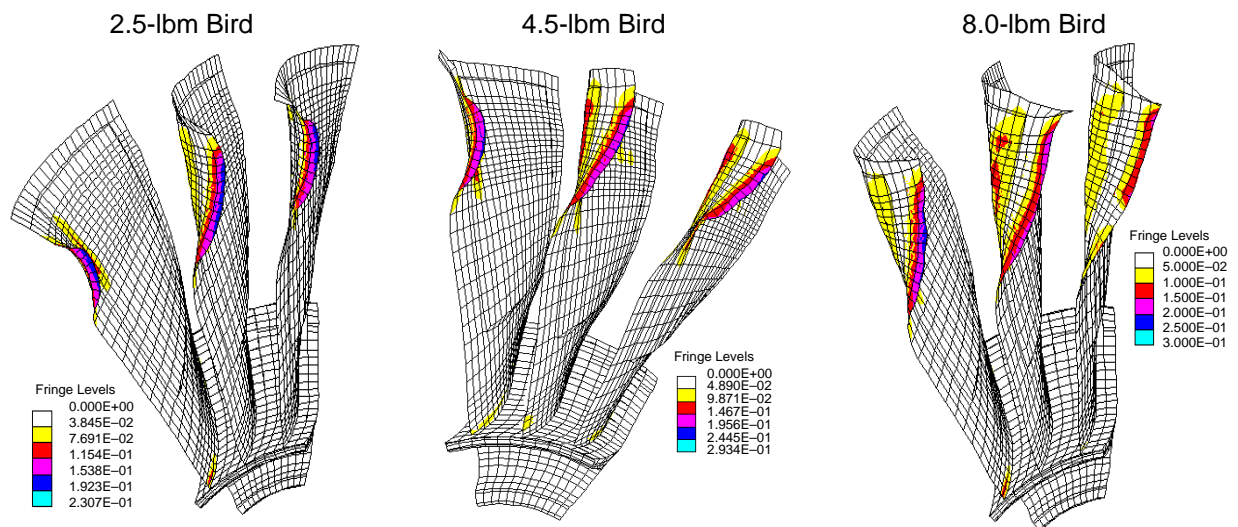 2.5-lbm Bird
4.5-lbm Bird
8.0-lbm Bird
Fringe Levels
0.000E+00
3.845E−02
7.691E−02
1.154E−01
1.538E−01
1.923E−01
2.307E−01
Fringe Levels
0.000E+00
4.890E−02
9.871E−02
1.467E−01
1.956E−01
2.445E−01
2.934E−01
Fringe Levels
0.000E+00
5.000E−02
1.000E−01
1.500E−01
2.000E−01
2.500E−01
3.000E−01